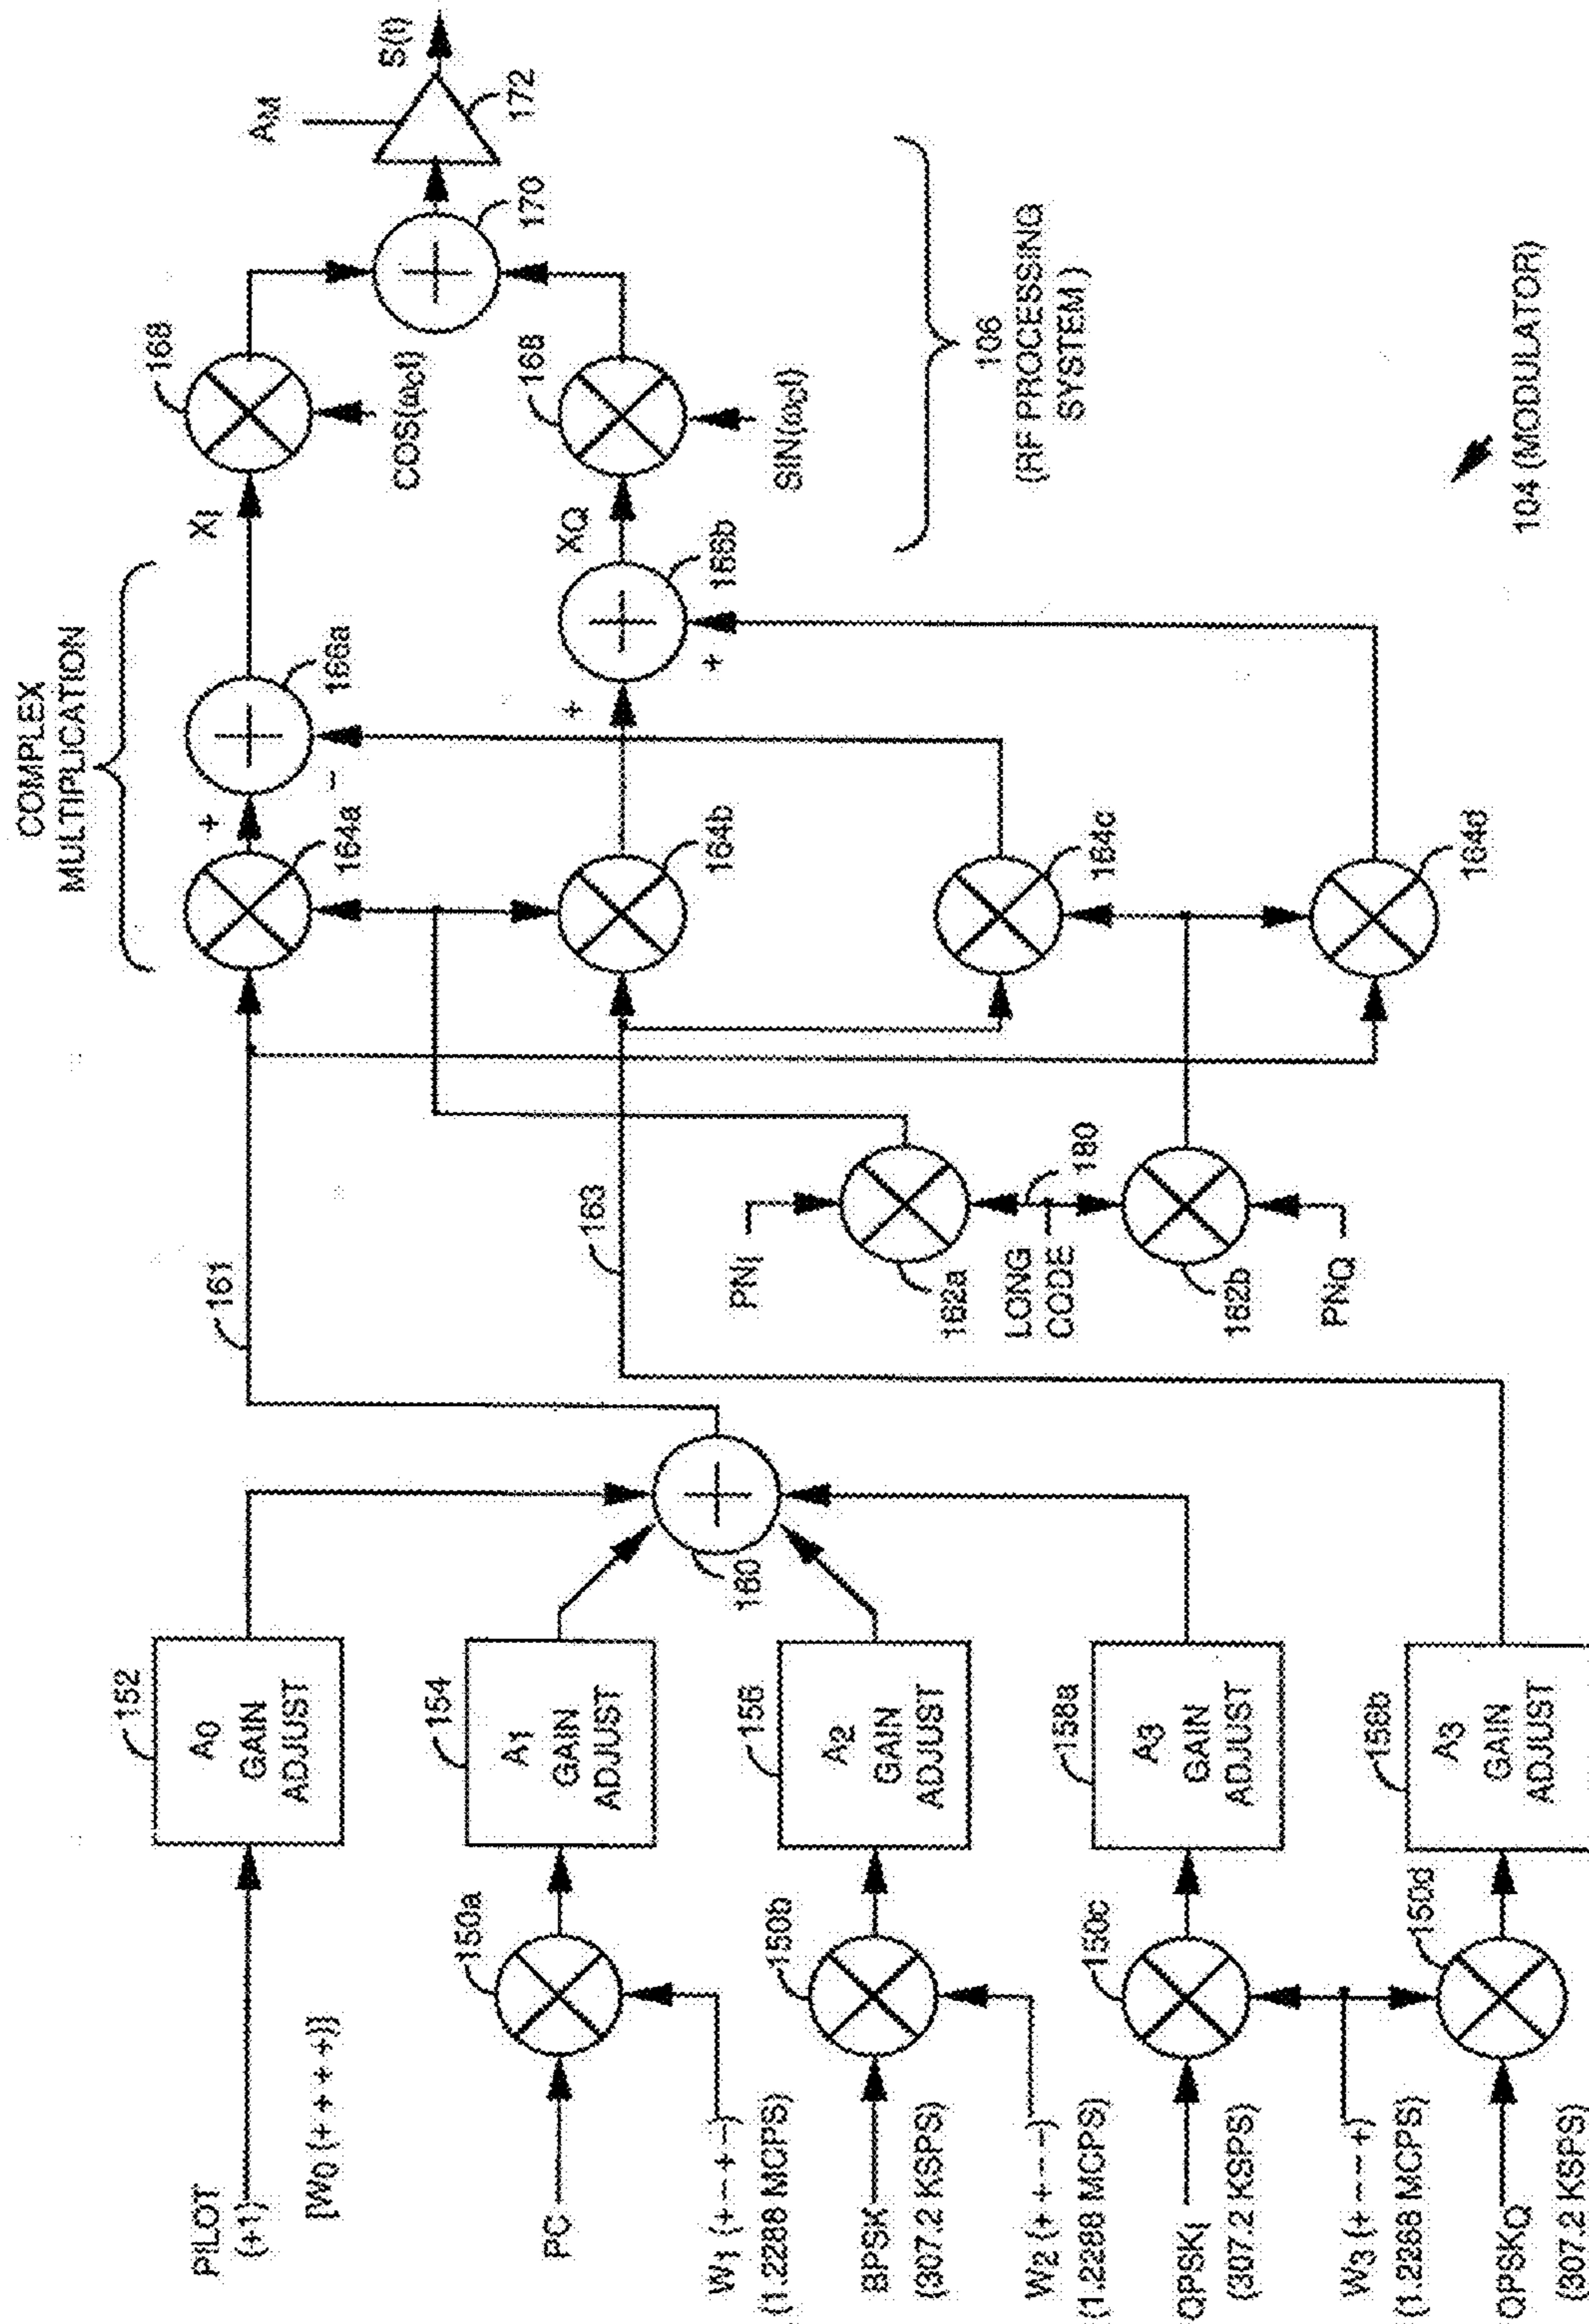 PILOT
(+1)
[W0 (+ + + +)]
152
A0
GAIN
ADJUST
PC
150a
W1 (+ - + -)
(1.2288 MCPS)
154
A1
GAIN
ADJUST
BPSK
(307.2 KSPS)
150b
W2 (+ + - -)
(1.2288 MCPS)
156
A2
GAIN
ADJUST
QPSKI
(307.2 KSPS)
150c
W3 (+ - - +)
(1.2288 MCPS)
158a
A3
GAIN
ADJUST
QPSKQ
(307.2 KSPS)
150d
158b
A3
GAIN
ADJUST
160
161
163
PNI
162a
LONG
CODE
180
162b
PNQ
COMPLEX
MULTIPLICATION
164a
+
-
166a
164b
+
+
166b
164c
164d
XI
XQ
168
COS(ωct)
168
SIN(ωct)
170
AM
172
S(t)
106
(RF PROCESSING
SYSTEM )
104 (MODULATOR)